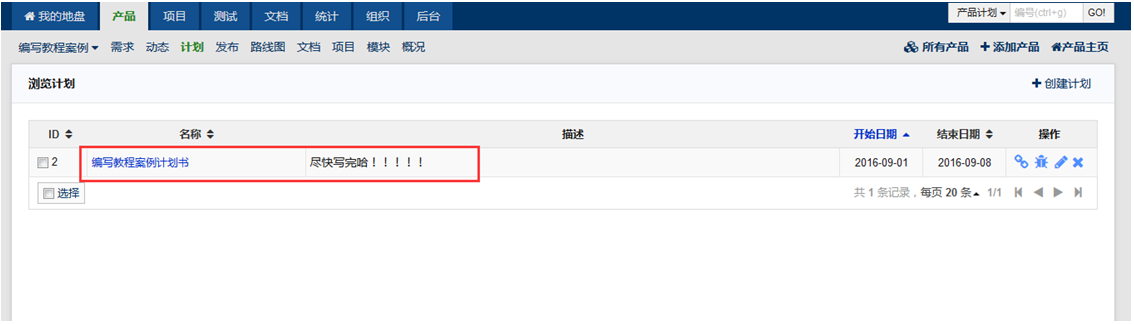 我的地盘 产品 项目 测试 文档 统计 组织 后台 产品计划 编号(ctrl+g) GO!
编写教程案例 需求 动态 计划 发布 路线图 文档 项目 模块 概况 所有产品 添加产品 产品主页
浏览计划 创建计划
ID 名称 描述 开始日期 结束日期 操作
2 编写教程案例计划书 尽快写完哈！！！！！ 2016-09-01 2016-09-08
选择 共 1 条记录，每页 20 条 1/1